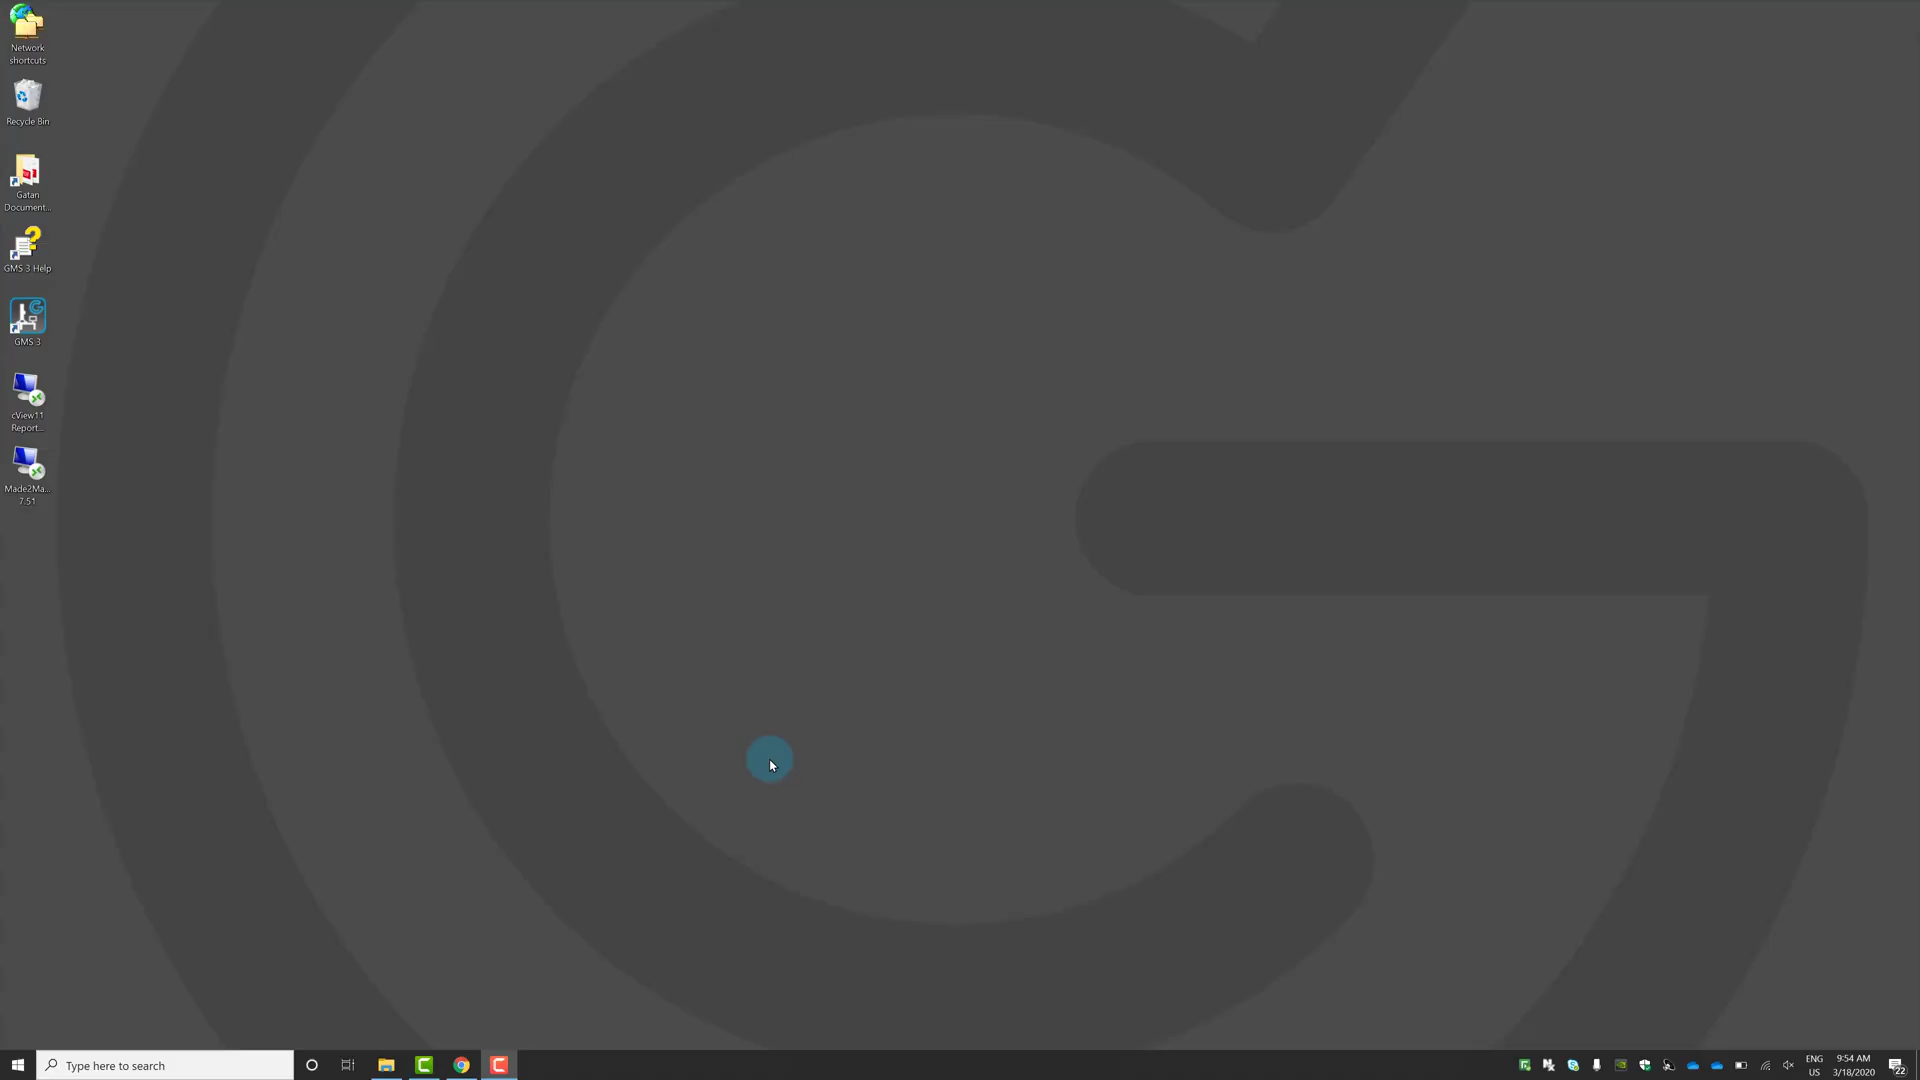 Network
shortcuts
Recycle Bin
Gatan
Document...
GMS 3 Help
GMS 3
cView11
Report...
Made2Ma...
7.51
Type here to search
ENG
US
9:54 AM
3/18/2020
22